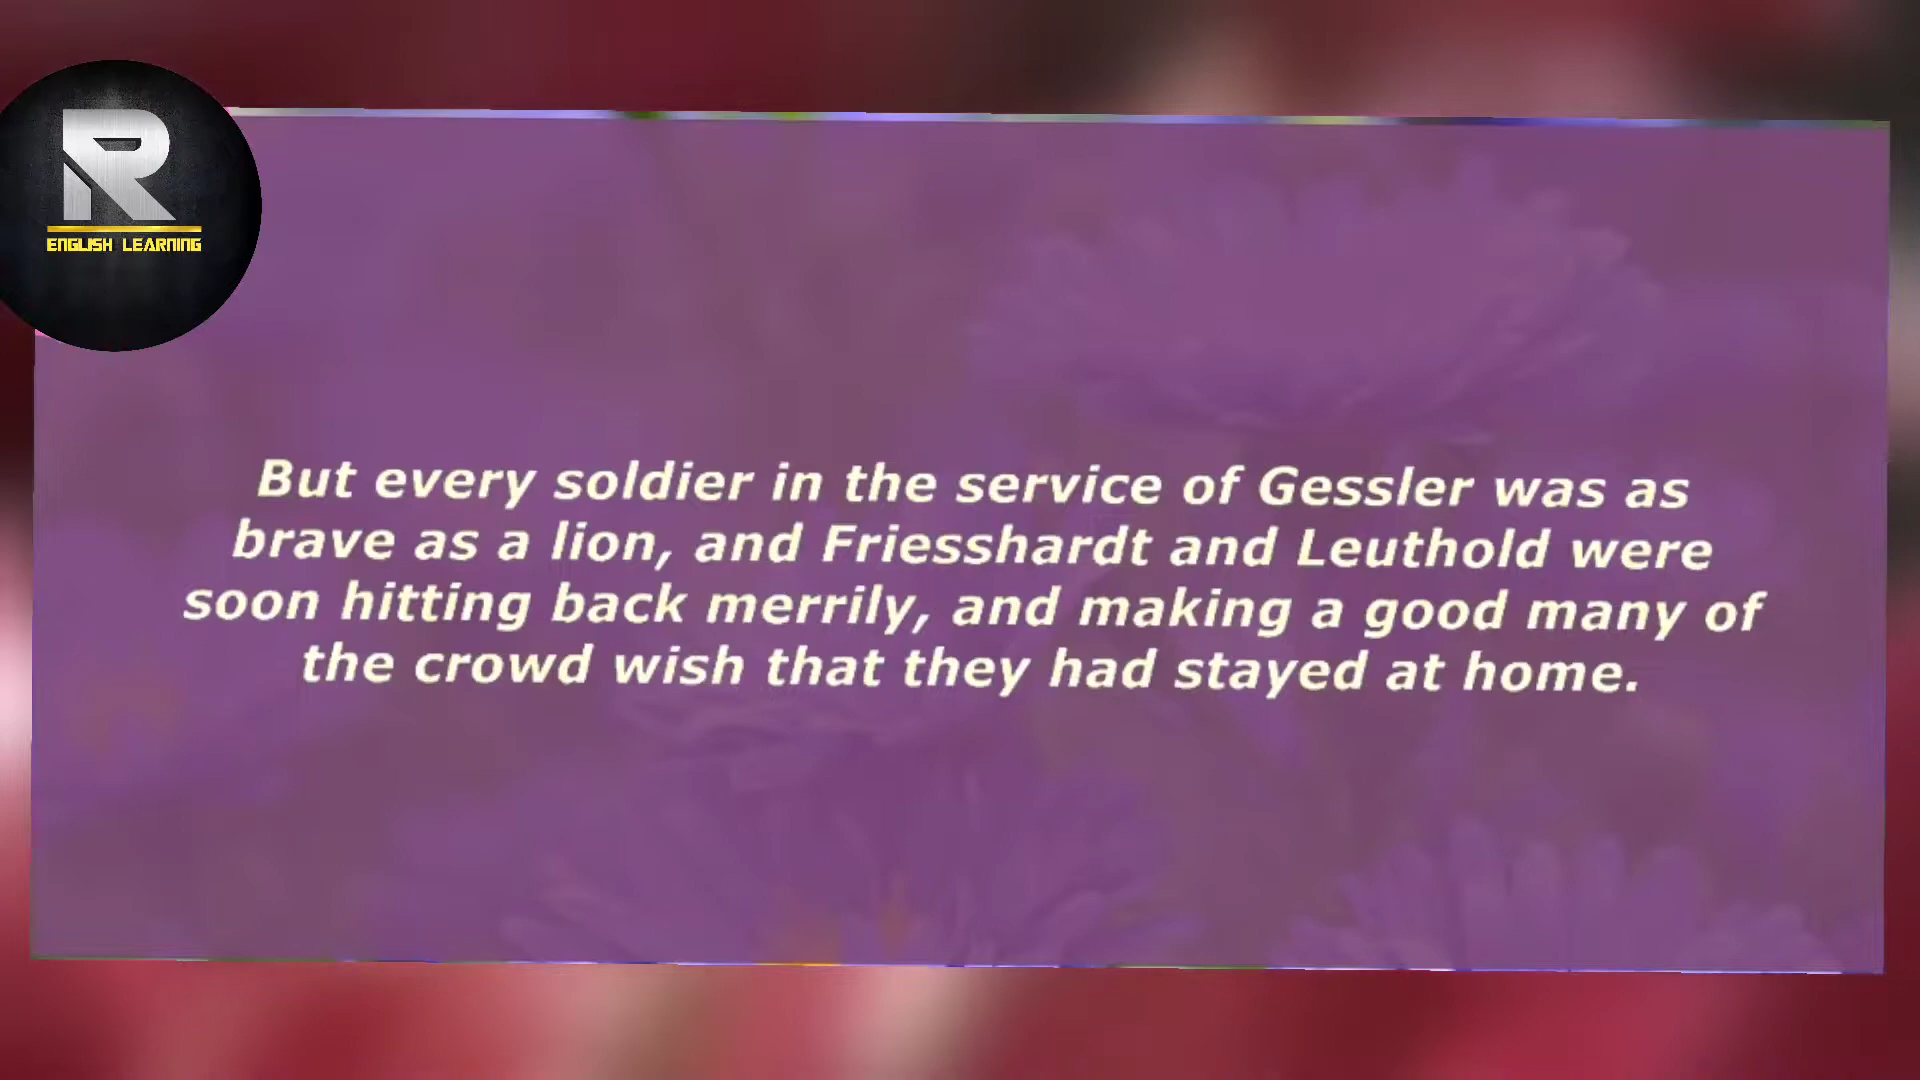 R
ENGLISH LEARNING
But every soldier in the service of Gessler was as
brave as a lion, and Friesshardt and Leuthold were
soon hitting back merrily, and making a good many of
the crowd wish that they had stayed at home.